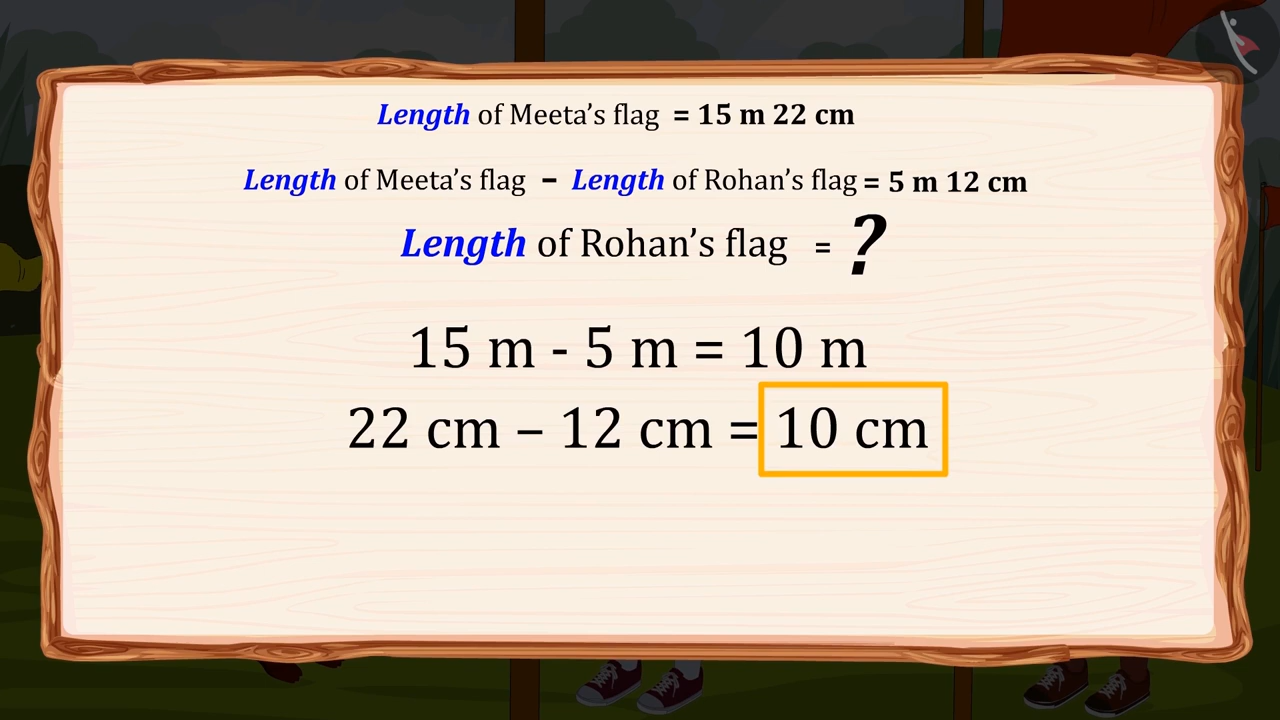 Length of Meeta’s flag = 15 m 22 cm
Length of Meeta’s flag – Length of Rohan’s flag = 5 m 12 cm
Length of Rohan’s flag = ?
15 m - 5 m = 10 m
22 cm – 12 cm = 10 cm